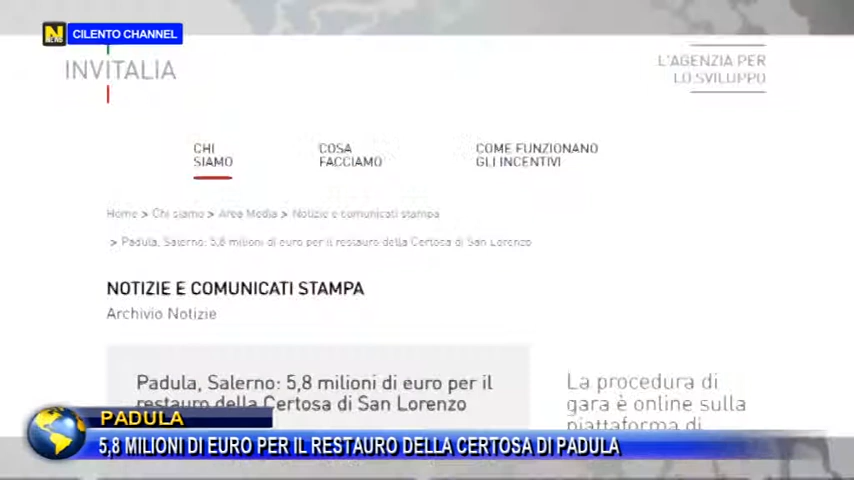 N
NEWS
CILENTO CHANNEL
INVITALIA
L'AGENZIA PER
LO SVILUPPO
CHI
SIAMO
COSA
FACCIAMO
COME FUNZIONANO
GLI INCENTIVI
Home > Chi siamo > Area Media > Notizie e comunicati stampa
> Padula, Salerno: 5,8 milioni di euro per il restauro della Certosa di San Lorenzo
NOTIZIE E COMUNICATI STAMPA
Archivio Notizie
Padula, Salerno: 5,8 milioni di euro per il
restauro della Certosa di San Lorenzo
La procedura di
gara è online sulla
piattaforma di
PADULA
5,8 MILIONI DI EURO PER IL RESTAURO DELLA CERTOSA DI PADULA